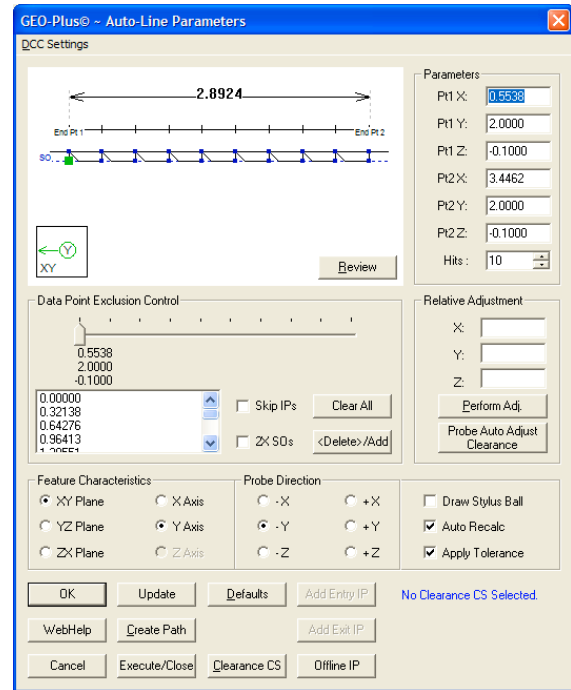 GEO-Plus© ~ Auto-Line Parameters
DCC Settings
2.8924
End Pt 1
End Pt 2
SO
Y
XY
Review
Parameters
Pt1 X: 0.5538
Pt1 Y: 2.0000
Pt1 Z: -0.1000
Pt2 X: 3.4462
Pt2 Y: 2.0000
Pt2 Z: -0.1000
Hits : 10
Data Point Exclusion Control
0.5538
2.0000
-0.1000
0.00000
0.32138
0.64276
0.96413
Skip IPs
Clear All
2X SOs
<Delete>/Add
Relative Adjustment
X:
Y:
Z:
Perform Adj.
Probe Auto Adjust
Clearance
Feature Characteristics
XY Plane X Axis
YZ Plane Y Axis
ZX Plane Z Axis
Probe Direction
- X + X
- Y + Y
- Z + Z
Draw Stylus Ball
Auto Recalc
Apply Tolerance
OK Update Defaults Add Entry IP No Clearance CS Selected.
WebHelp Create Path Add Exit IP
Cancel Execute/Close Clearance CS Offline IP